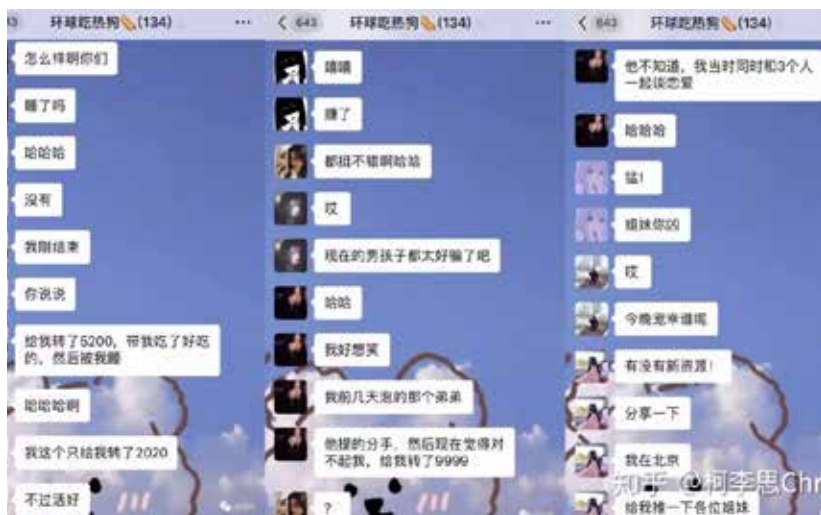 环球吃热狗🌭(134)
怎么样啊你们
睡了吗
哈哈哈
没有
我刚结束
你说说
给我转了5200，带我吃了好吃
的，然后被我睡
哈哈哈啊
我这个只给我转了2020
不过活好
643
环球吃热狗🌭(134)
嘻嘻
赚了
都挺不错啊哈哈
哎
现在的男孩子都太好骗了吧
哈哈
我好想笑
我前几天泡的那个弟弟
他提的分手，然后现在觉得对
不起我，给我转了9999
?
643
环球吃热狗🌭(134)
他不知道，我当时同时和3个人
一起谈恋爱
哈哈哈
猛！
姐妹你凶
哎
今晚宠幸谁呢
有没有新资源！
分享一下
我在北京
给我推一下各位姐妹
知乎 @柯李思Chr